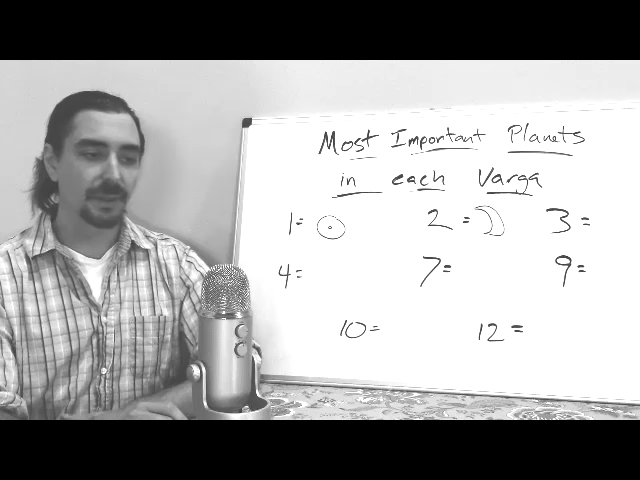 Most Important Planets
in each Varga
1= ☉ 2= ☽ 3=
4= 7= 9=
10= 12=